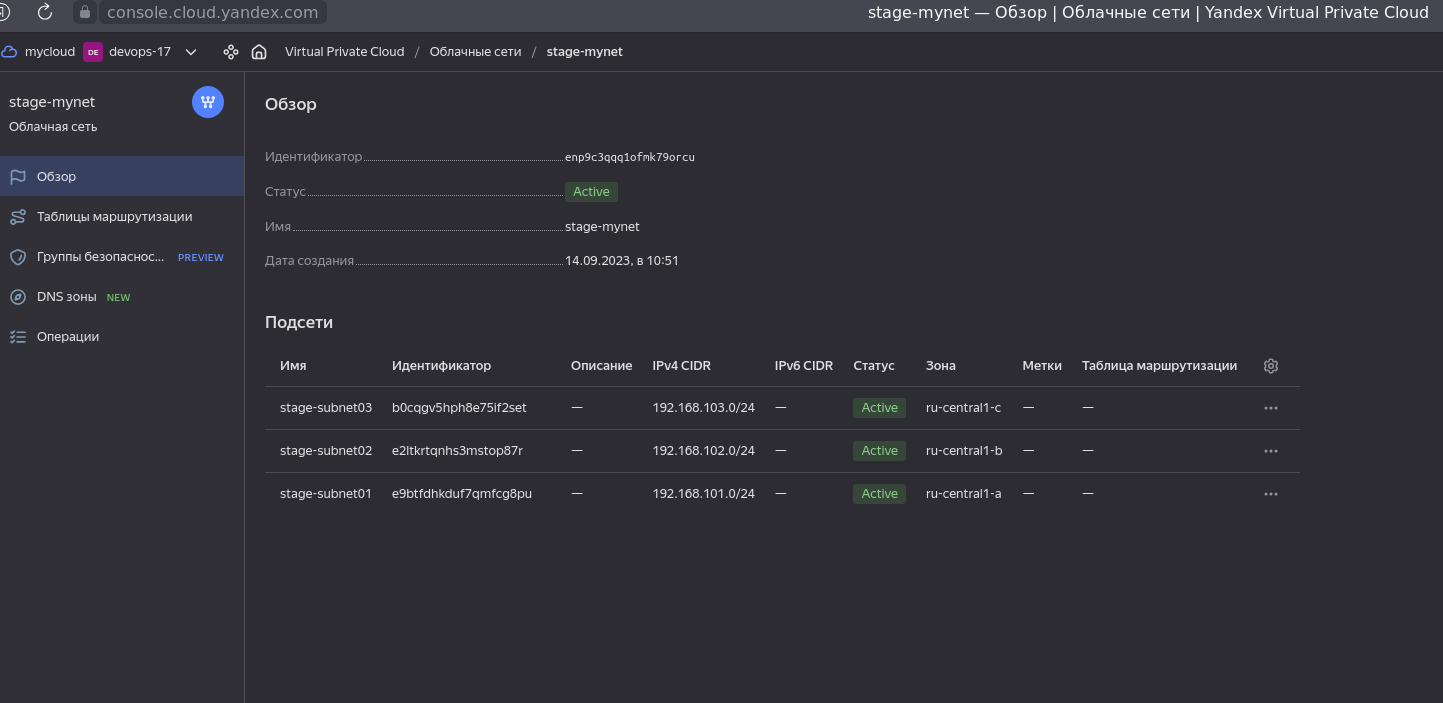 console.cloud.yandex.com
stage-mynet — Обзор | Облачные сети | Yandex Virtual Private Cloud
mycloud DE devops-17 Virtual Private Cloud / Облачные сети / stage-mynet
stage-mynet
Облачная сеть
Обзор
Таблицы маршрутизации
Группы безопаснос... PREVIEW
DNS зоны NEW
Операции
Обзор
Идентификатор enp9c3qqq1ofmk79orcu
Статус Active
Имя stage-mynet
Дата создания 14.09.2023, в 10:51
Подсети
Имя Идентификатор Описание IPv4 CIDR IPv6 CIDR Статус Зона Метки Таблица маршрутизации
stage-subnet03 b0cqgv5hph8e75if2set — 192.168.103.0/24 — Active ru-central1-c — —
stage-subnet02 e2ltkrtqnhs3mstop87r — 192.168.102.0/24 — Active ru-central1-b — —
stage-subnet01 e9btfdhkduf7qmfcg8pu — 192.168.101.0/24 — Active ru-central1-a — —